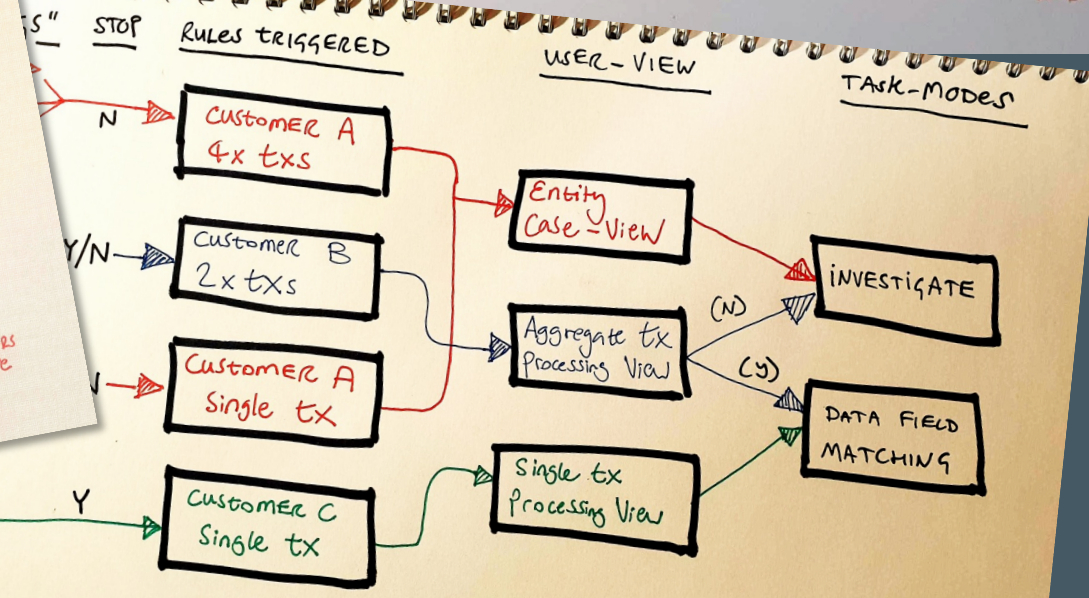 STOP
RULES TRIGGERED
USER-VIEW
TASK-MODES
N
CUSTOMER A
4x txs
Entity
Case-View
INVESTIGATE
Y/N
Customer B
2x txs
(N)
Aggregate tx
Processing View
(Y)
CUSTOMER A
Single tx
DATA FIELD
MATCHING
Y
CUSTOMER C
Single tx
Single tx
Processing View